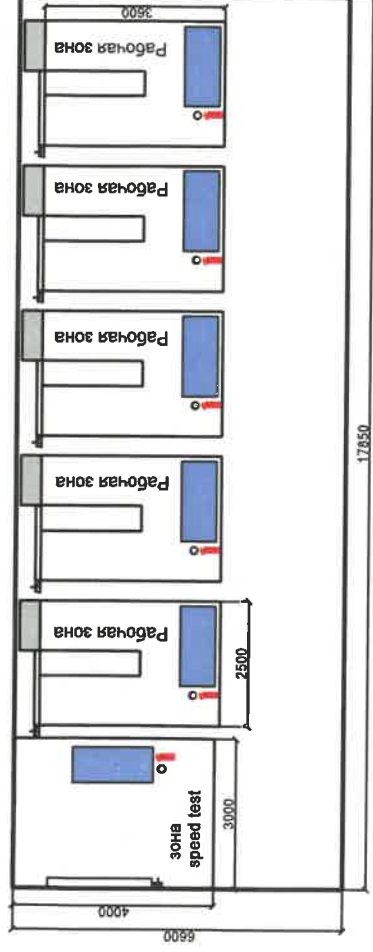 3600
Рабочая зона
Рабочая зона
Рабочая зона
Рабочая зона
Рабочая зона
2500
зона
speed test
3000
4000
6600
17850